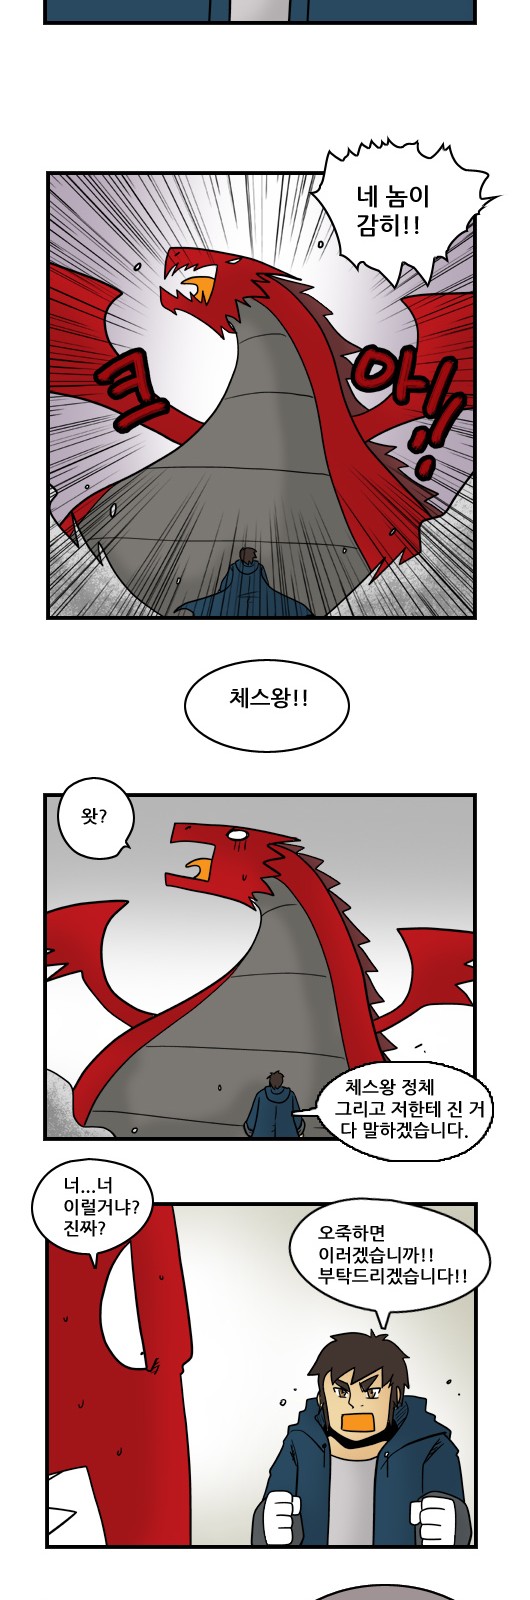 네 놈이
감히!!
크아!!
체스왕!!
왓?
체스왕 정체
그리고 저한테 진 거
다 말하겠습니다.
너...너
이럴거냐?
진짜?
오죽하면
이러겠습니까!!
부탁드리겠습니다!!